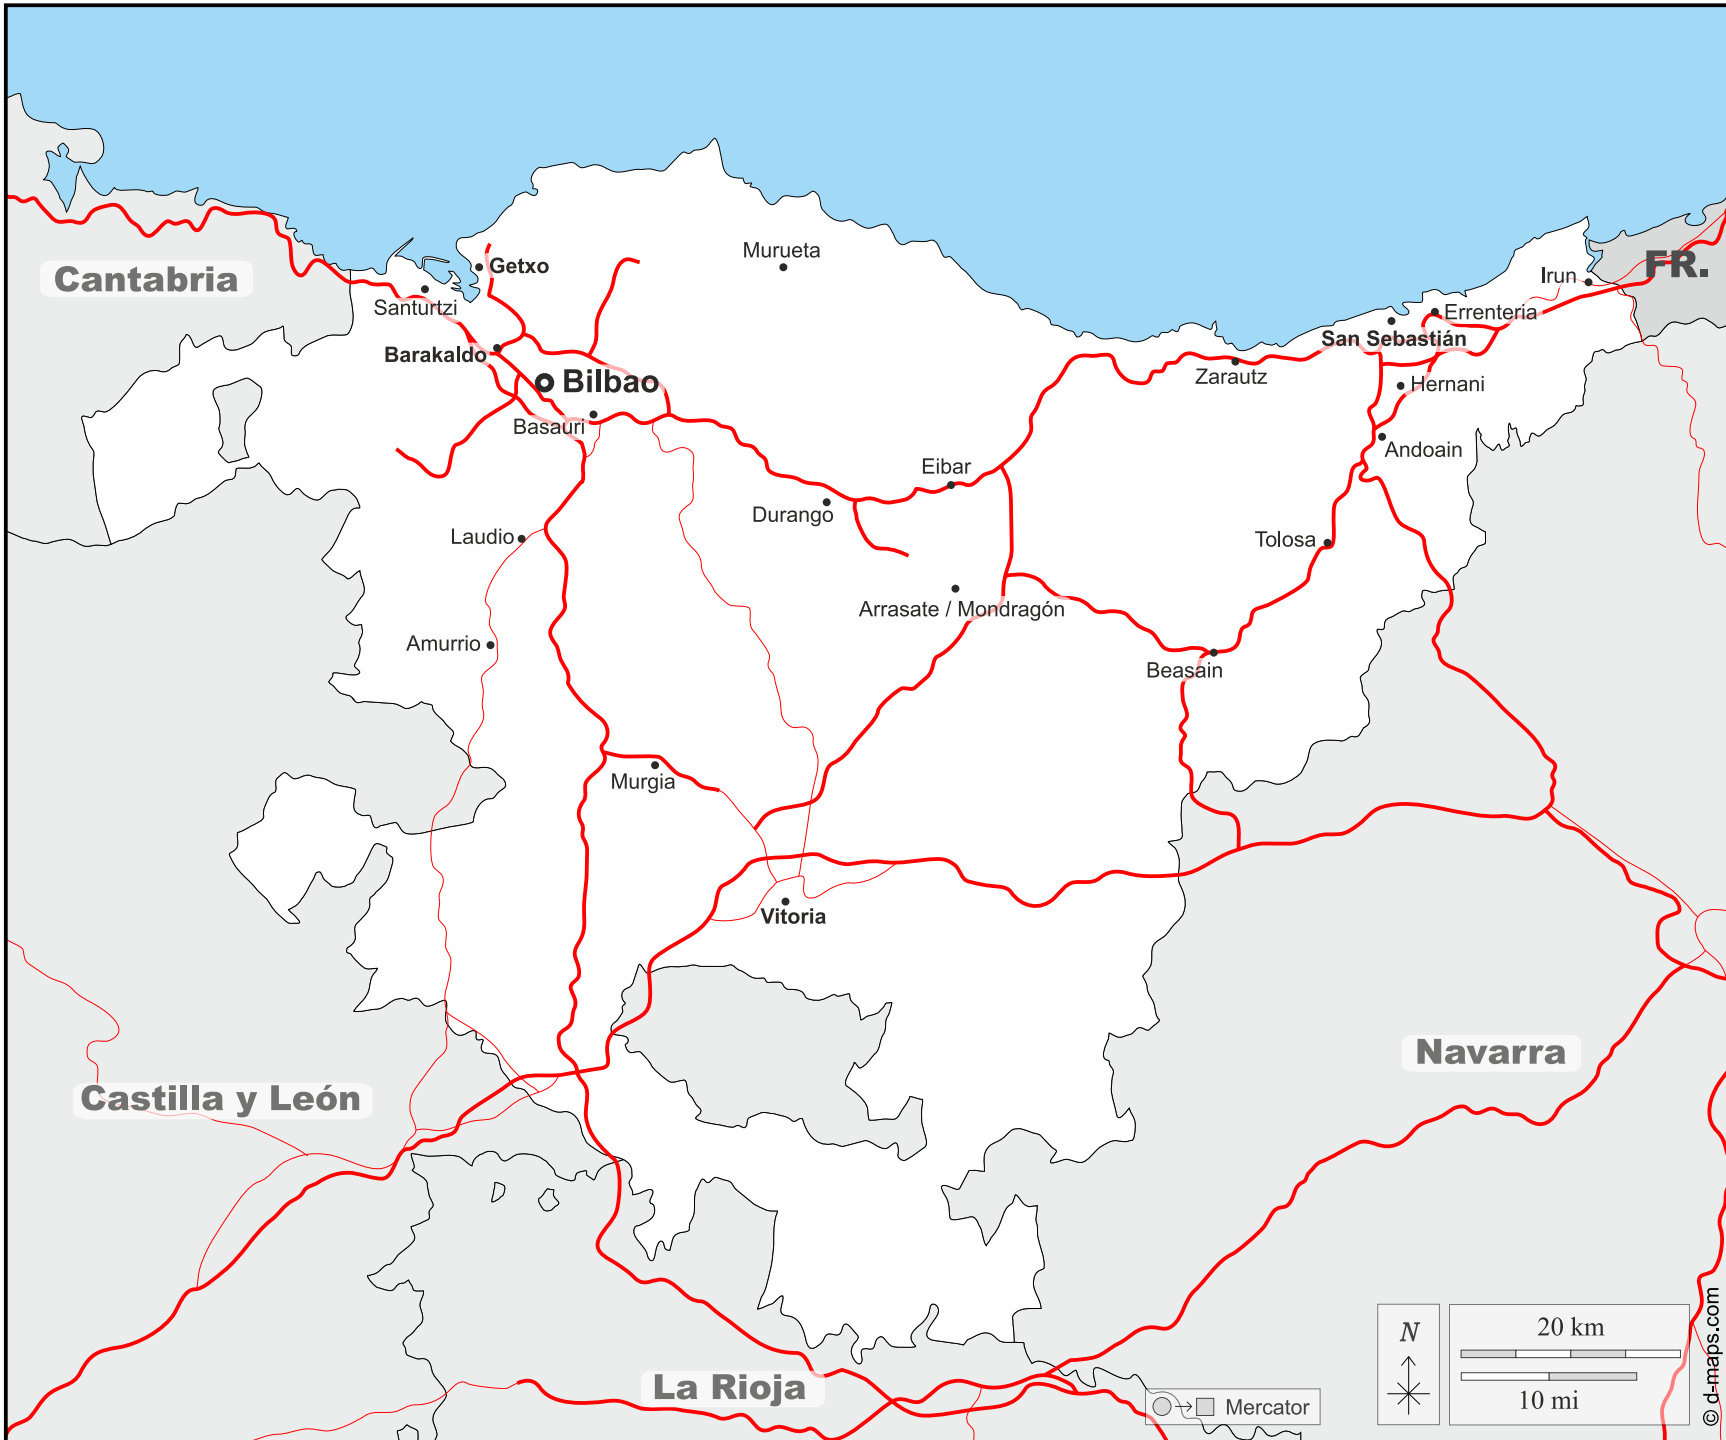 Murueta
Cantabria
Getxo
FR.
Irun
Santurtzi
Errenteria
San Sebastián
Barakaldo
Bilbao
Zarautz
Hernani
Basauri
Andoain
Eibar
Durango
Laudio
Tolosa
Arrasate / Mondragón
Amurrio
Beasain
Murgia
Vitoria
Navarra
Castilla y León
La Rioja
N
20 km
10 mi
Mercator
© d-maps.com